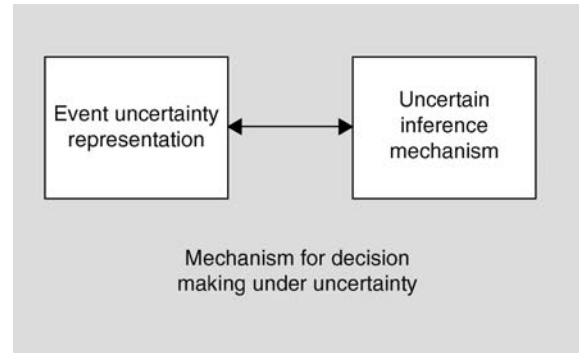 Event uncertainty
representation
Uncertain
inference
mechanism
Mechanism for decision
making under uncertainty